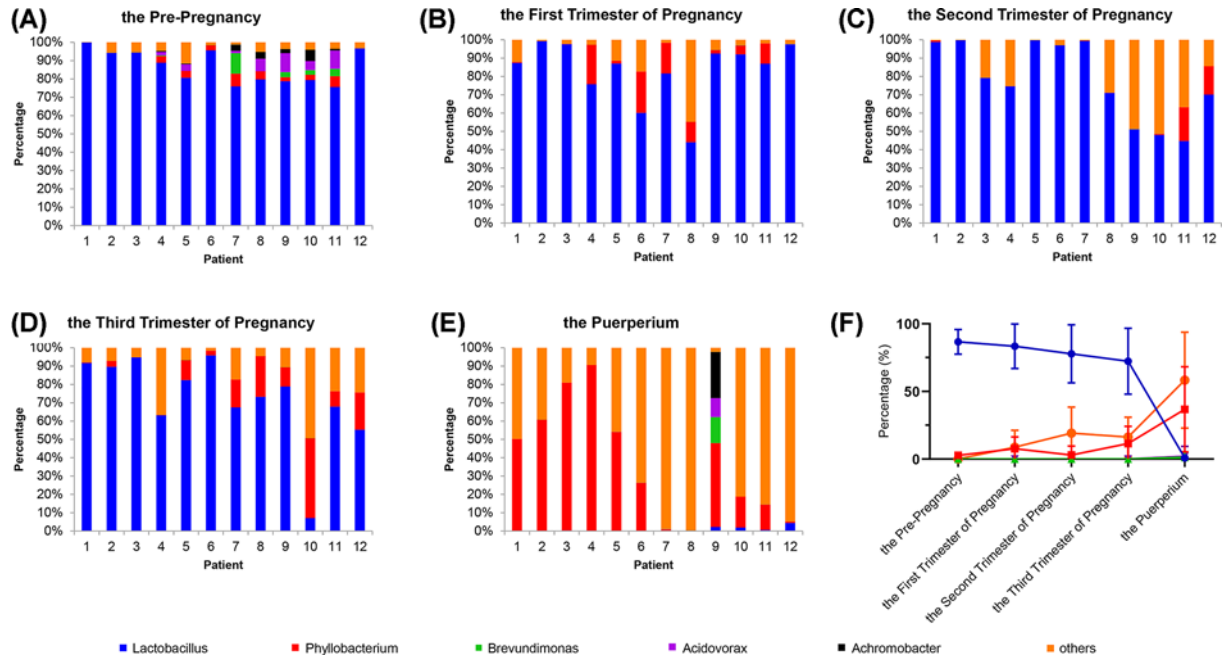 (A) the Pre-Pregnancy
Percentage
100%
90%
80%
70%
60%
50%
40%
30%
20%
10%
0%
1 2 3 4 5 6 7 8 9 10 11 12
Patient
(B) the First Trimester of Pregnancy
Percentage
100%
90%
80%
70%
60%
50%
40%
30%
20%
10%
0%
1 2 3 4 5 6 7 8 9 10 11 12
Patient
(C) the Second Trimester of Pregnancy
Percentage
100%
90%
80%
70%
60%
50%
40%
30%
20%
10%
0%
1 2 3 4 5 6 7 8 9 10 11 12
Patient
(D) the Third Trimester of Pregnancy
Percentage
100%
90%
80%
70%
60%
50%
40%
30%
20%
10%
0%
1 2 3 4 5 6 7 8 9 10 11 12
Patient
(E) the Puerperium
Percentage
100%
90%
80%
70%
60%
50%
40%
30%
20%
10%
0%
1 2 3 4 5 6 7 8 9 10 11 12
Patient
(F)
Percentage (%)
100
50
0
the Pre-Pregnancy
the First Trimester of Pregnancy
the Second Trimester of Pregnancy
the Third Trimester of Pregnancy
the Puerperium
Lactobacillus Phyllobacterium Brevundimonas Acidovorax Achromobacter others